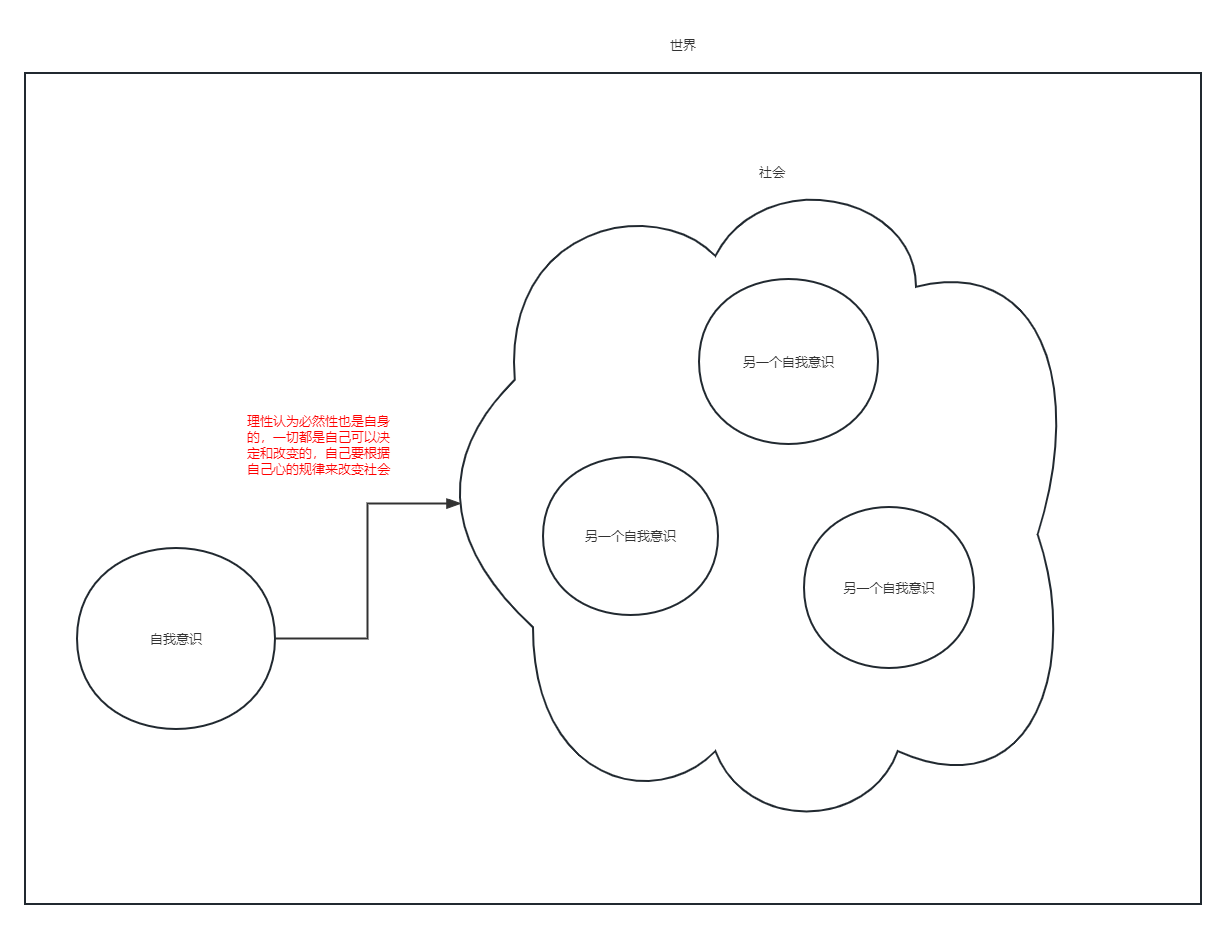 世界
社会
另一个自我意识
理性认为必然性也是自身
的，一切都是自己可以决
定和改变的，自己要根据
自己心的规律来改变社会
另一个自我意识
另一个自我意识
自我意识